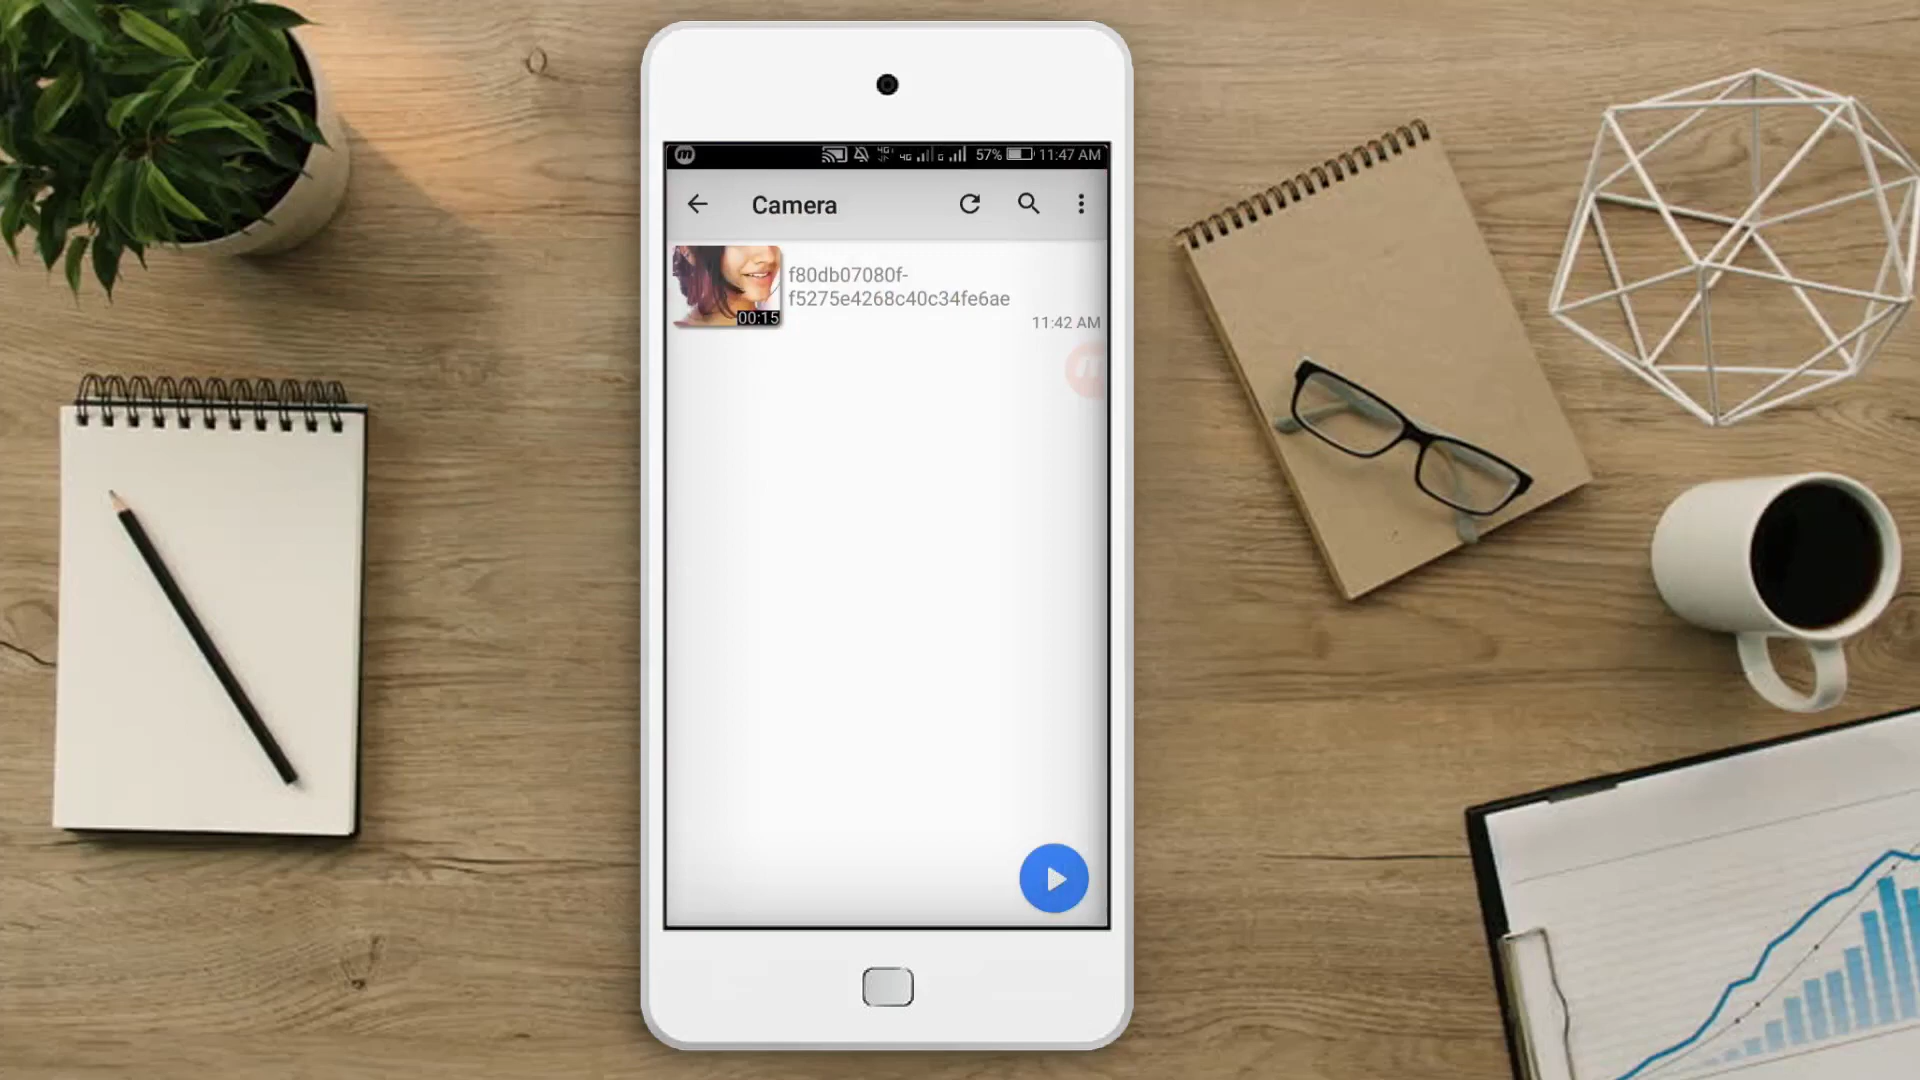 57% 11:47 AM
Camera
f80db07080f-
f5275e4268c40c34fe6ae
00:15
11:42 AM